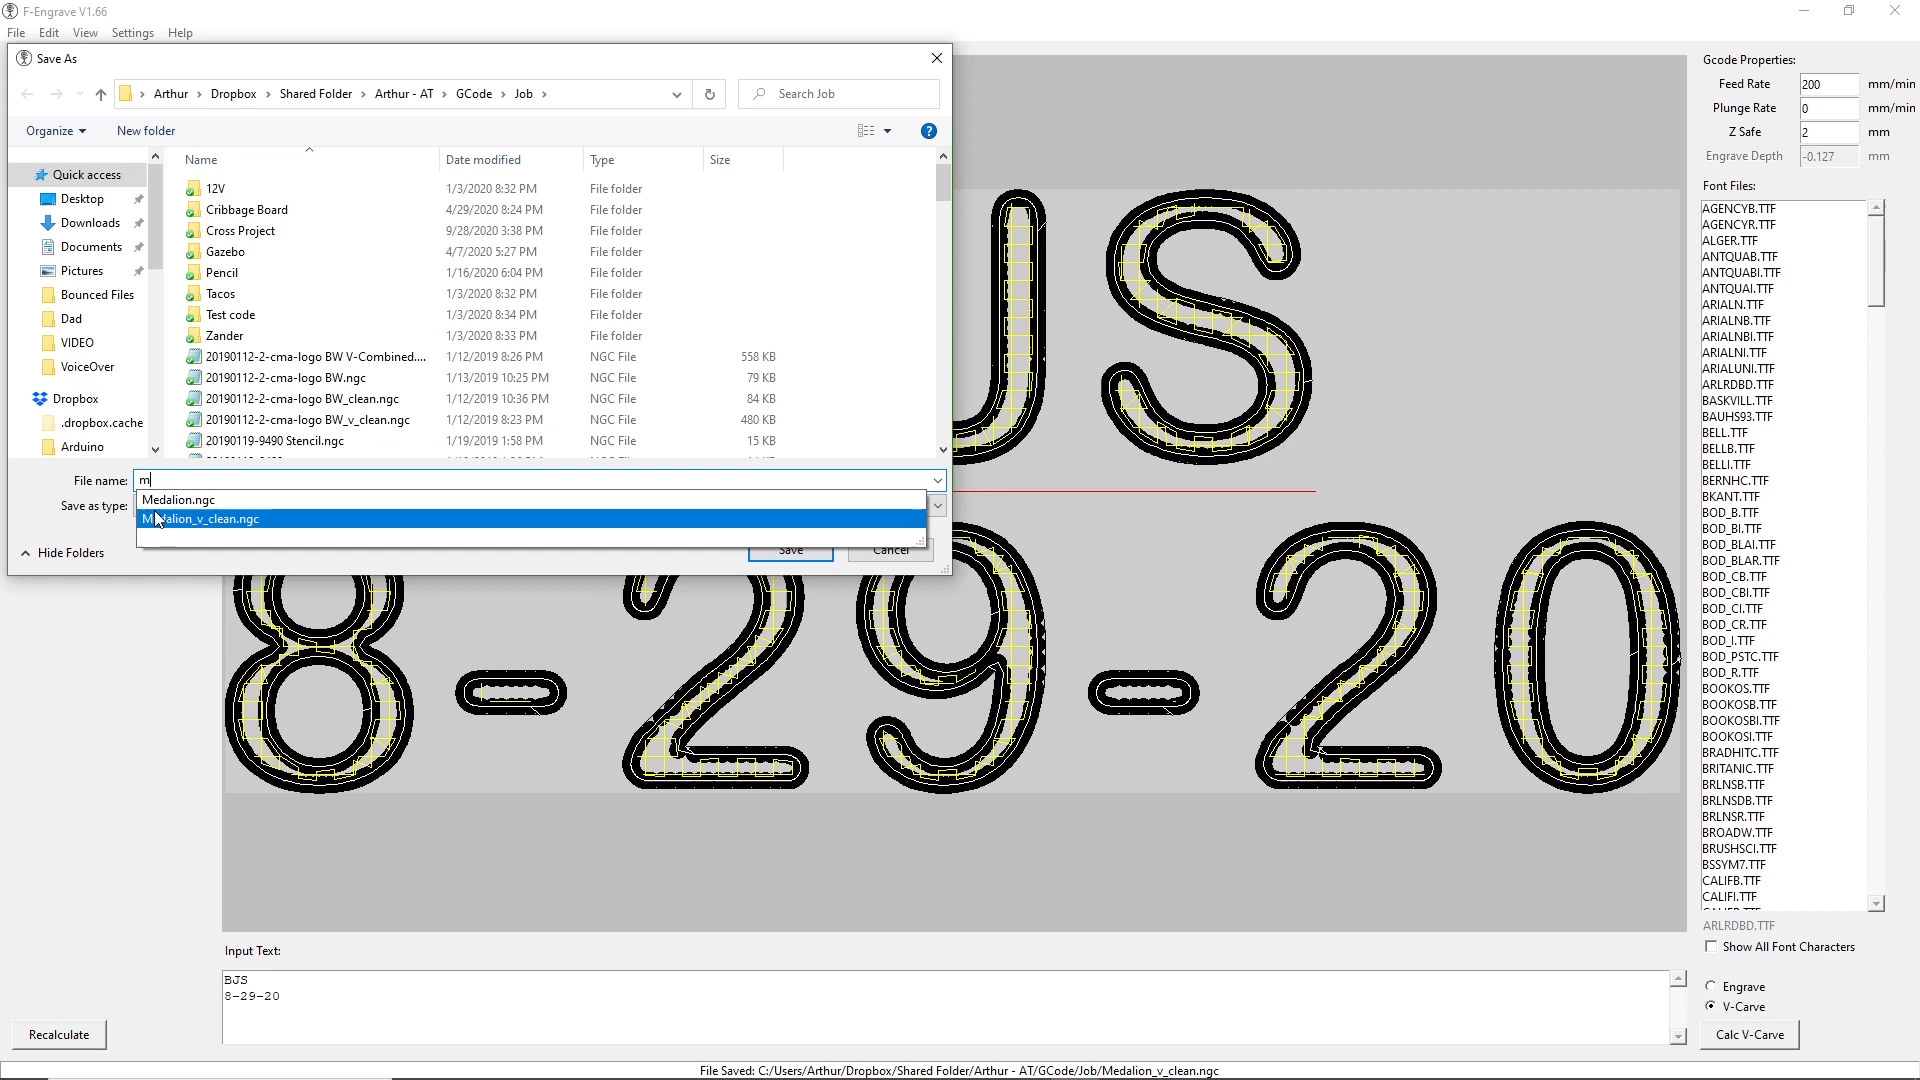 F-Engrave V1.66
File Edit View Settings Help
Save As
Arthur › Dropbox › Shared Folder › Arthur - AT › GCode › Job ›
Search Job
Organize New folder
Name Date modified Type Size
Quick access
Desktop
Downloads
Documents
Pictures
Bounced Files
Dad
VIDEO
VoiceOver
Dropbox
.dropbox.cache
Arduino
12V 1/3/2020 8:32 PM File folder
Cribbage Board 4/29/2020 8:24 PM File folder
Cross Project 9/28/2020 3:38 PM File folder
Gazebo 4/7/2020 5:27 PM File folder
Pencil 1/16/2020 6:04 PM File folder
Tacos 1/3/2020 8:32 PM File folder
Test code 1/3/2020 8:34 PM File folder
Zander 1/3/2020 8:33 PM File folder
20190112-2-cma-logo BW V-Combined.... 1/12/2019 8:26 PM NGC File 558 KB
20190112-2-cma-logo BW.ngc 1/13/2019 10:25 PM NGC File 79 KB
20190112-2-cma-logo BW_clean.ngc 1/12/2019 10:36 PM NGC File 84 KB
20190112-2-cma-logo BW_v_clean.ngc 1/12/2019 8:23 PM NGC File 480 KB
20190119-9490 Stencil.ngc 1/19/2019 1:58 PM NGC File 15 KB
File name: m
Medalion.ngc
Save as type:
Medalion_v_clean.ngc
Hide Folders
Save Cancel
JS
8-29-20
Gcode Properties:
Feed Rate 200 mm/min
Plunge Rate 0 mm/min
Z Safe 2 mm
Engrave Depth -0.127 mm
Font Files:
AGENCYB.TTF
AGENCYR.TTF
ALGER.TTF
ANTQUAB.TTF
ANTQUABI.TTF
ANTQUAI.TTF
ARIALN.TTF
ARIALNB.TTF
ARIALNBI.TTF
ARIALNI.TTF
ARIALUNI.TTF
ARLRDBD.TTF
BASKVILL.TTF
BAUHS93.TTF
BELL.TTF
BELLB.TTF
BELLI.TTF
BERNHC.TTF
BKANT.TTF
BOD_B.TTF
BOD_BI.TTF
BOD_BLAI.TTF
BOD_BLAR.TTF
BOD_CB.TTF
BOD_CBI.TTF
BOD_CI.TTF
BOD_CR.TTF
BOD_I.TTF
BOD_PSTC.TTF
BOD_R.TTF
BOOKOS.TTF
BOOKOSB.TTF
BOOKOSBI.TTF
BOOKOSI.TTF
BRADHITC.TTF
BRITANIC.TTF
BRLNSB.TTF
BRLNSDB.TTF
BRLNSR.TTF
BROADW.TTF
BRUSHSCI.TTF
BSSYM7.TTF
CALIFB.TTF
CALIFI.TTF
ARLRDBD.TTF
Show All Font Characters
Engrave
V-Carve
Calc V-Carve
Input Text:
BJS
8-29-20
Recalculate
File Saved: C:/Users/Arthur/Dropbox/Shared Folder/Arthur - AT/GCode/Job/Medalion_v_clean.ngc